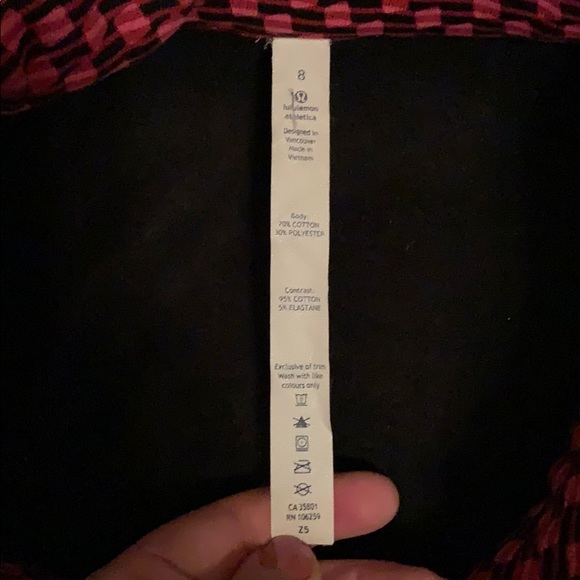 8
lululemon
athletica
Designed in
Vancouver
Made in
Vietnam
Body:
70% COTTON
30% POLYESTER
Contrast:
95% COTTON
5% ELASTANE
Exclusive of trim
Wash with like
colours only
CA 35801
RN 106259
Z5